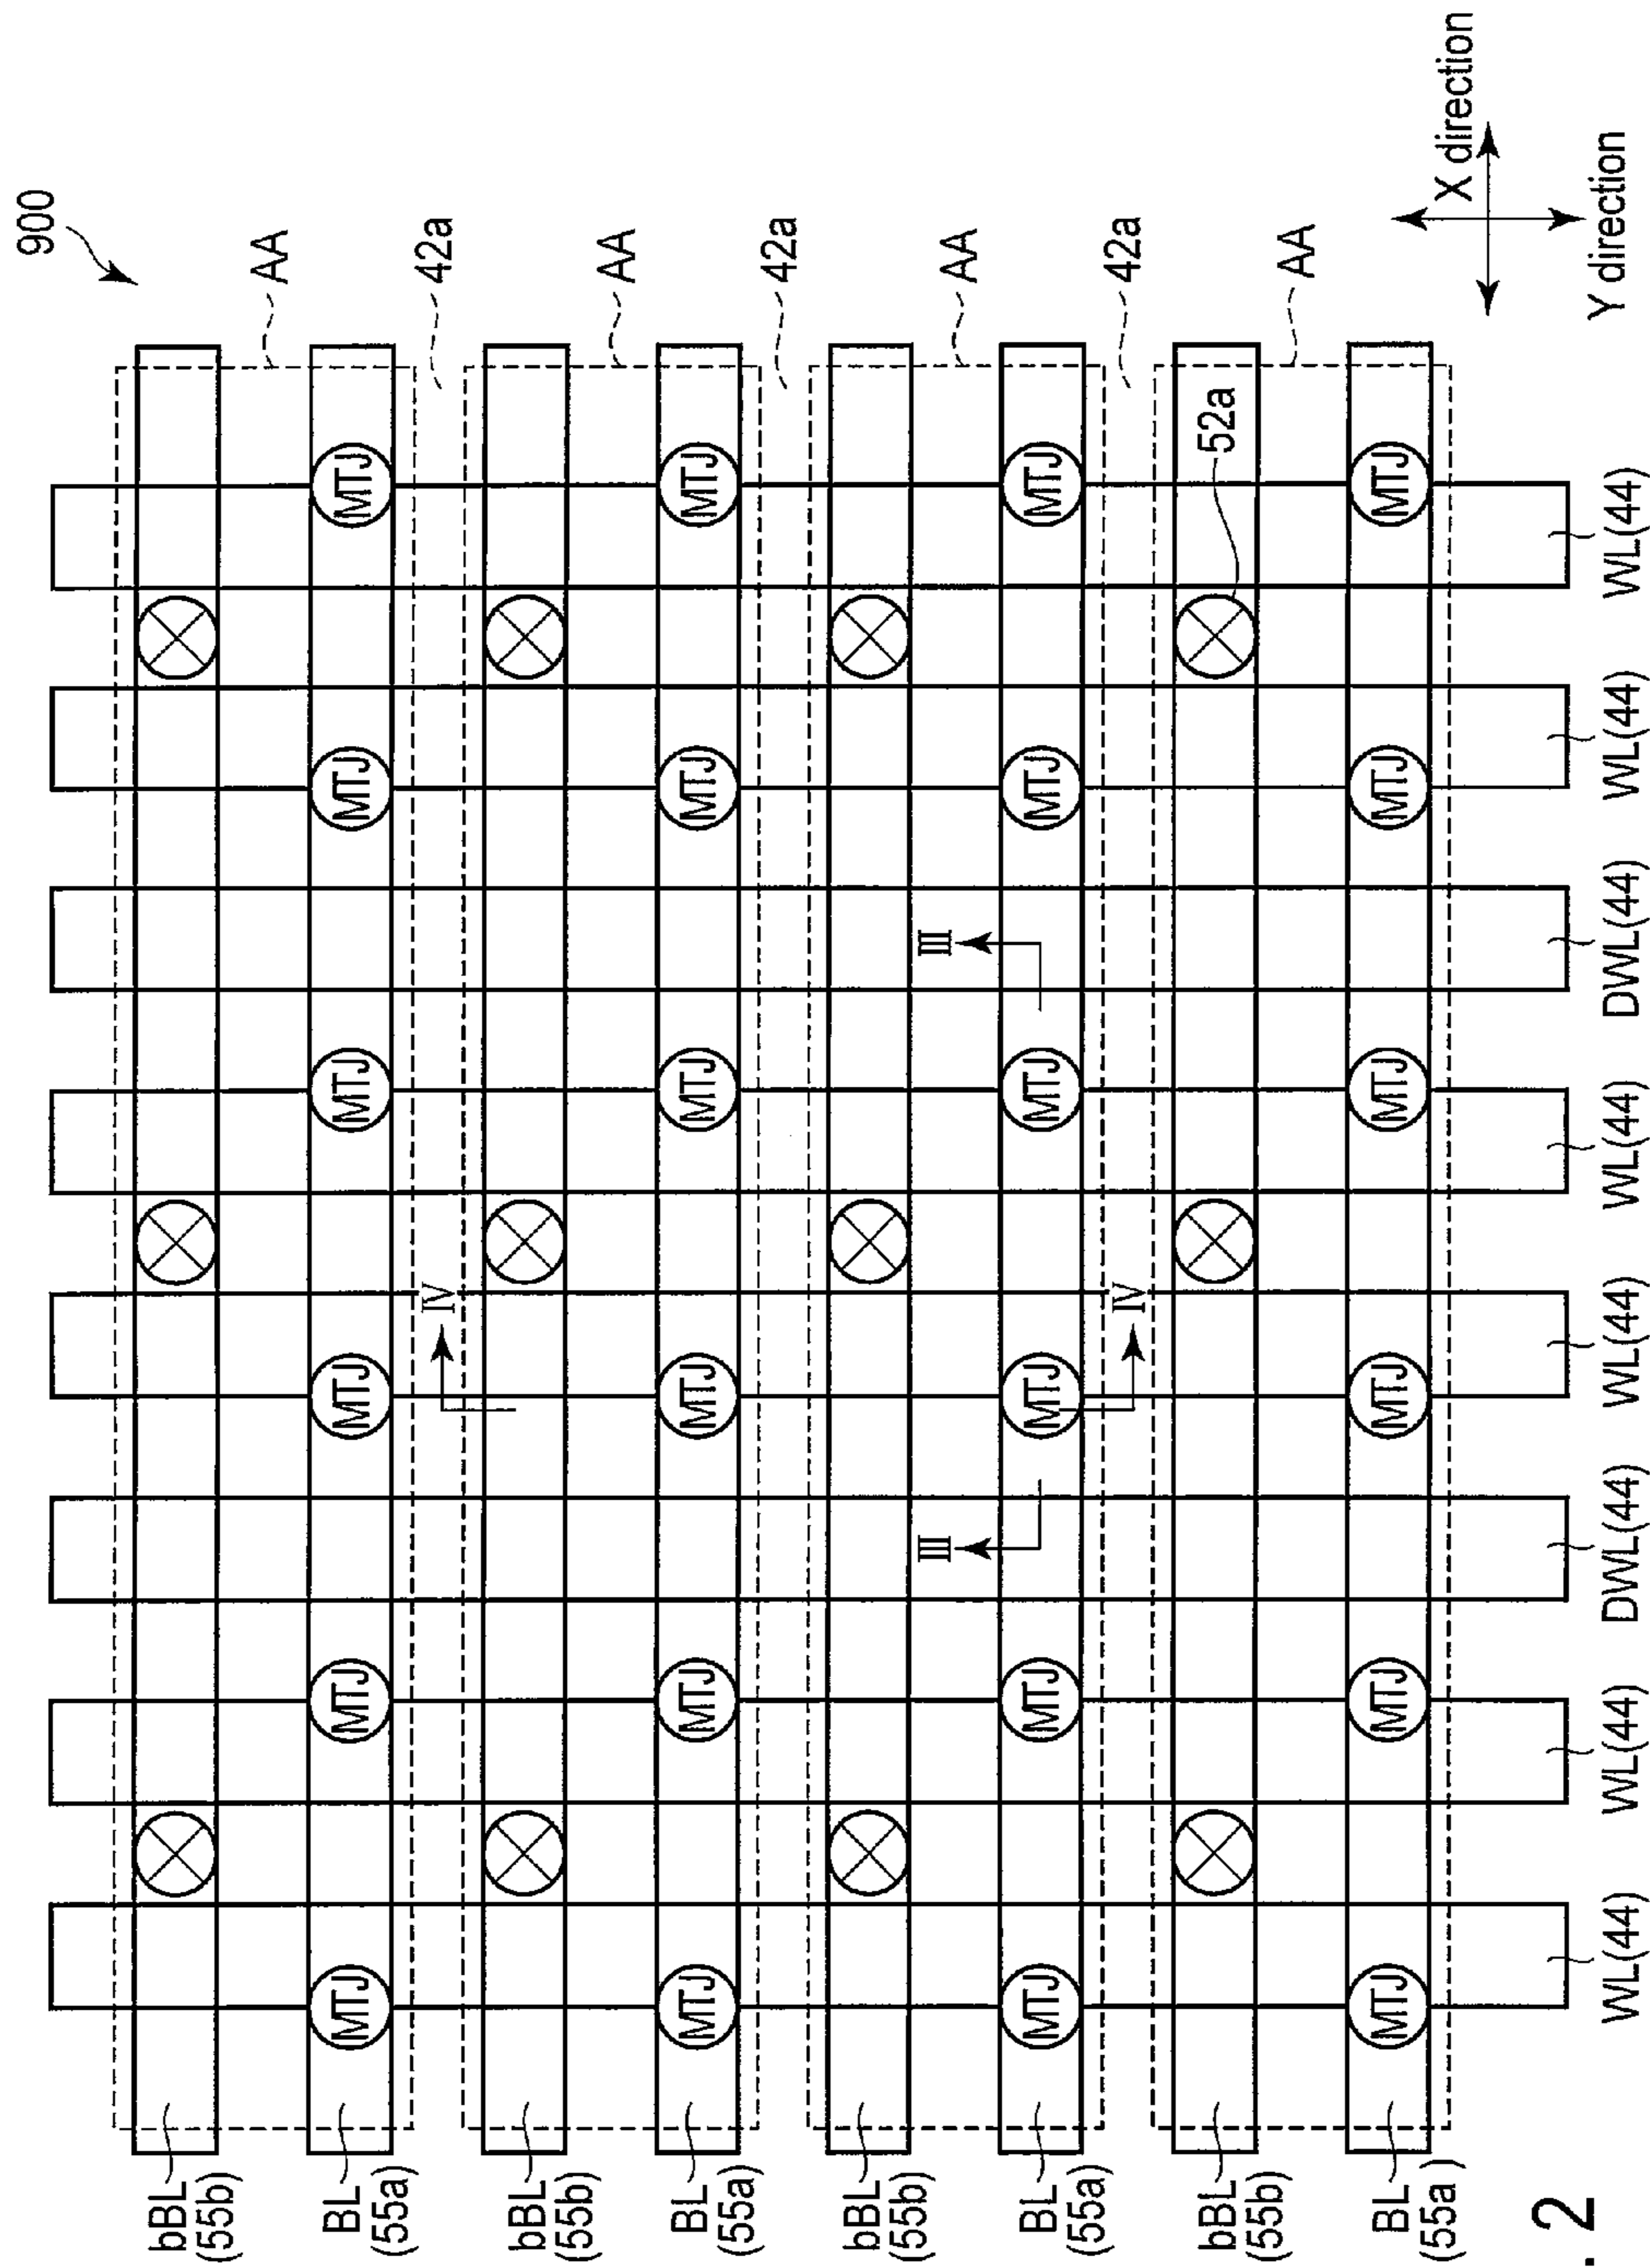 900
bBL
(55b)
AA
BL
(55a)
MTJ
MTJ
MTJ
MTJ
MTJ
MTJ
42a
IV
bBL
(55b)
AA
BL
(55a)
MTJ
MTJ
MTJ
MTJ
MTJ
MTJ
42a
bBL
(55b)
III
III
AA
BL
(55a)
MTJ
MTJ
MTJ
MTJ
MTJ
MTJ
42a
IV
bBL
(55b)
52a
AA
BL
(55a)
MTJ
MTJ
MTJ
MTJ
MTJ
MTJ
X direction
Y direction
WL(44)
WL(44)
DWL(44)
WL(44)
WL(44)
DWL(44)
WL(44)
WL(44)
. 2